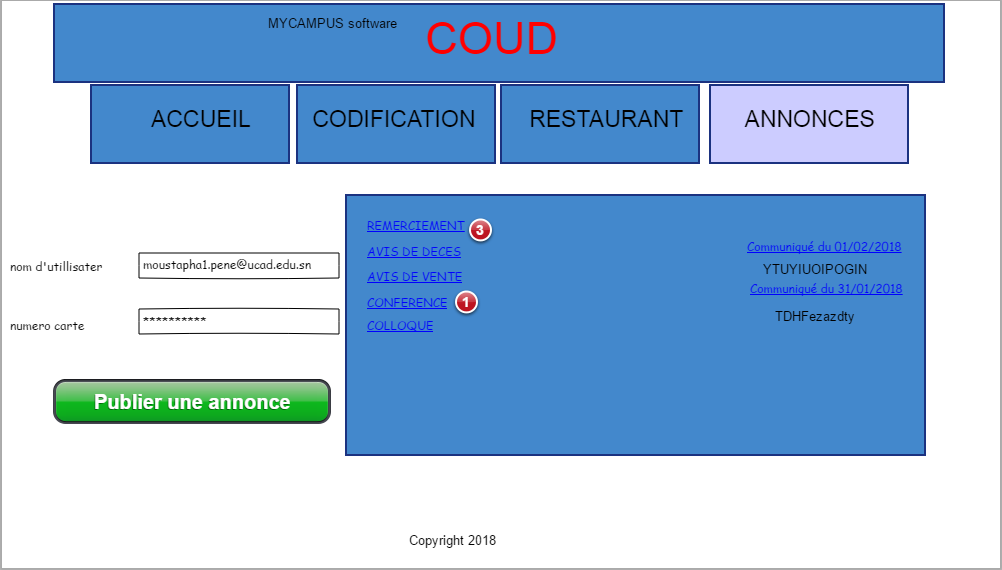 MYCAMPUS software
COUD
ACCUEIL
CODIFICATION
RESTAURANT
ANNONCES
nom d'utillisater
moustapha1.pene@ucad.edu.sn
numero carte
**********
Publier une annonce
REMERCIEMENT 3
AVIS DE DECES
AVIS DE VENTE
CONFERENCE 1
COLLOQUE
Communiqué du 01/02/2018
YTUYIUOIPOGIN
Communiqué du 31/01/2018
TDHFezazdty
Copyright 2018